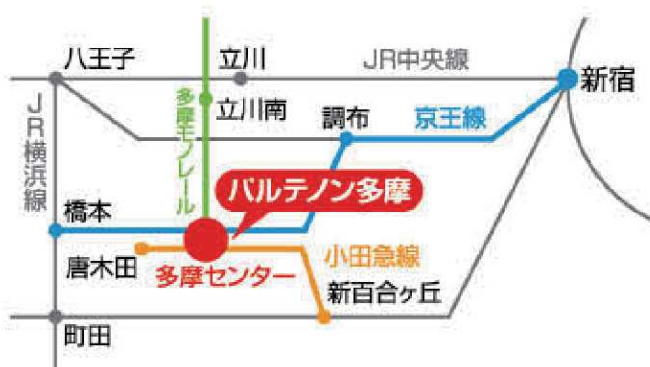 八王子
立川
JR中央線
新宿
JR横浜線
多摩モノレール
立川南
調布
京王線
パルテノン多摩
橋本
唐木田
多摩センター
小田急線
新百合ヶ丘
町田